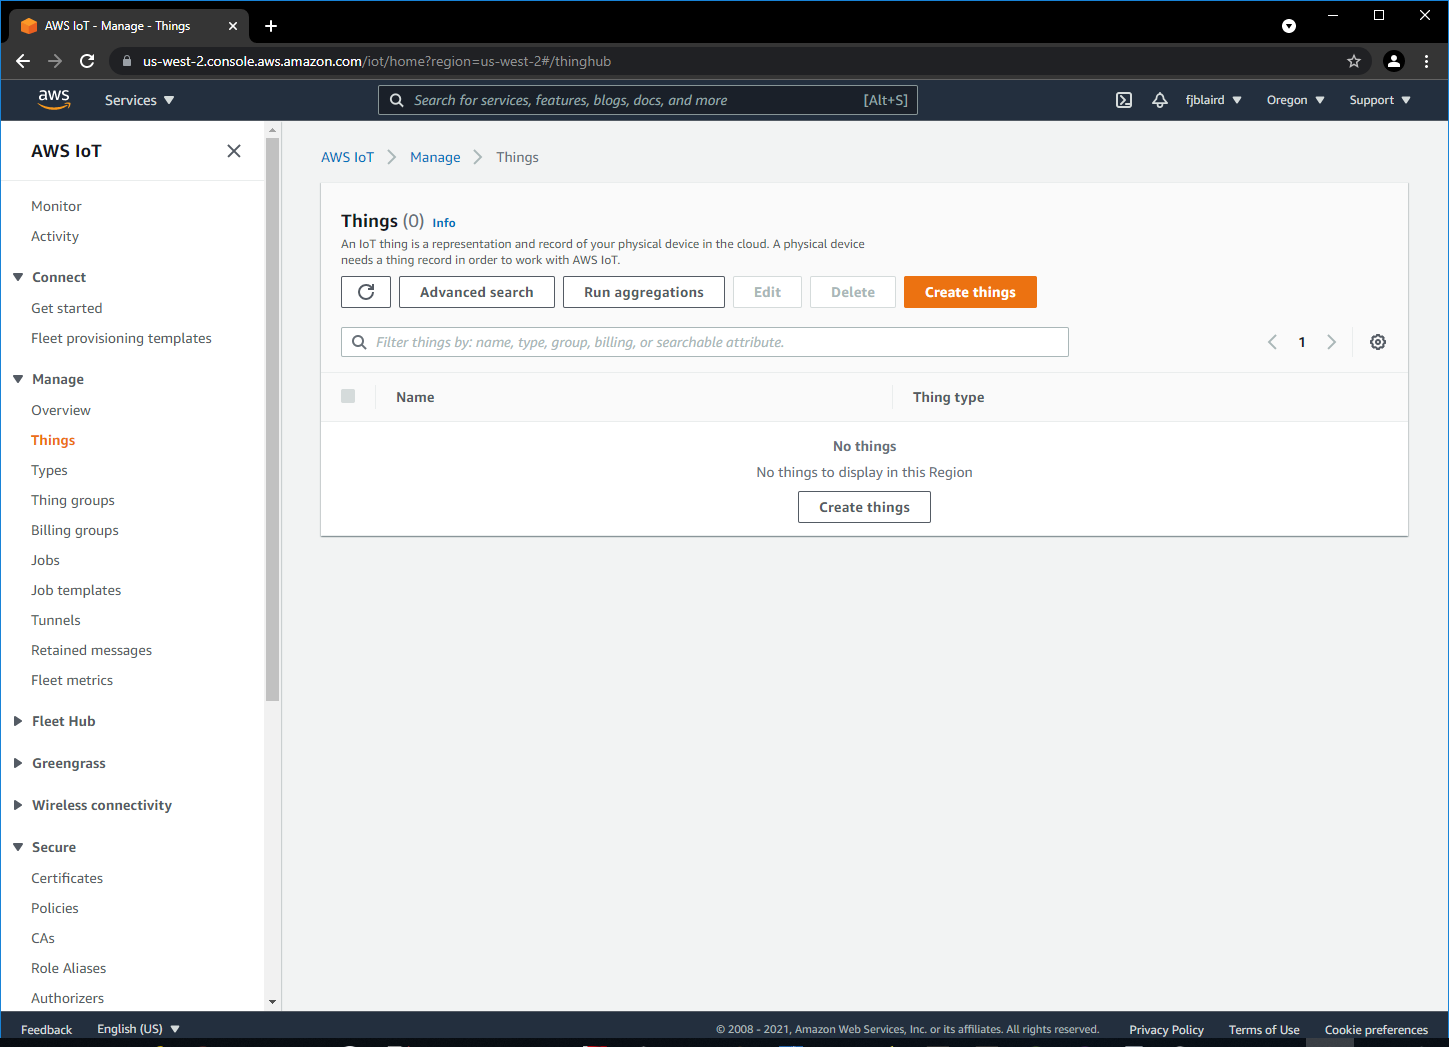 AWS IoT - Manage - Things
us-west-2.console.aws.amazon.com/iot/home?region=us-west-2#/thinghub
aws
Services
Search for services, features, blogs, docs, and more [Alt+S]
fjblaird
Oregon
Support
AWS IoT
Monitor
Activity
Connect
Get started
Fleet provisioning templates
Manage
Overview
Things
Types
Thing groups
Billing groups
Jobs
Job templates
Tunnels
Retained messages
Fleet metrics
Fleet Hub
Greengrass
Wireless connectivity
Secure
Certificates
Policies
CAs
Role Aliases
Authorizers
AWS IoT Manage Things
Things (0) Info
An IoT thing is a representation and record of your physical device in the cloud. A physical device
needs a thing record in order to work with AWS IoT.
Advanced search Run aggregations Edit Delete Create things
Filter things by: name, type, group, billing, or searchable attribute.
1
Name Thing type
No things
No things to display in this Region
Create things
Feedback English (US) © 2008 - 2021, Amazon Web Services, Inc. or its affiliates. All rights reserved. Privacy Policy Terms of Use Cookie preferences